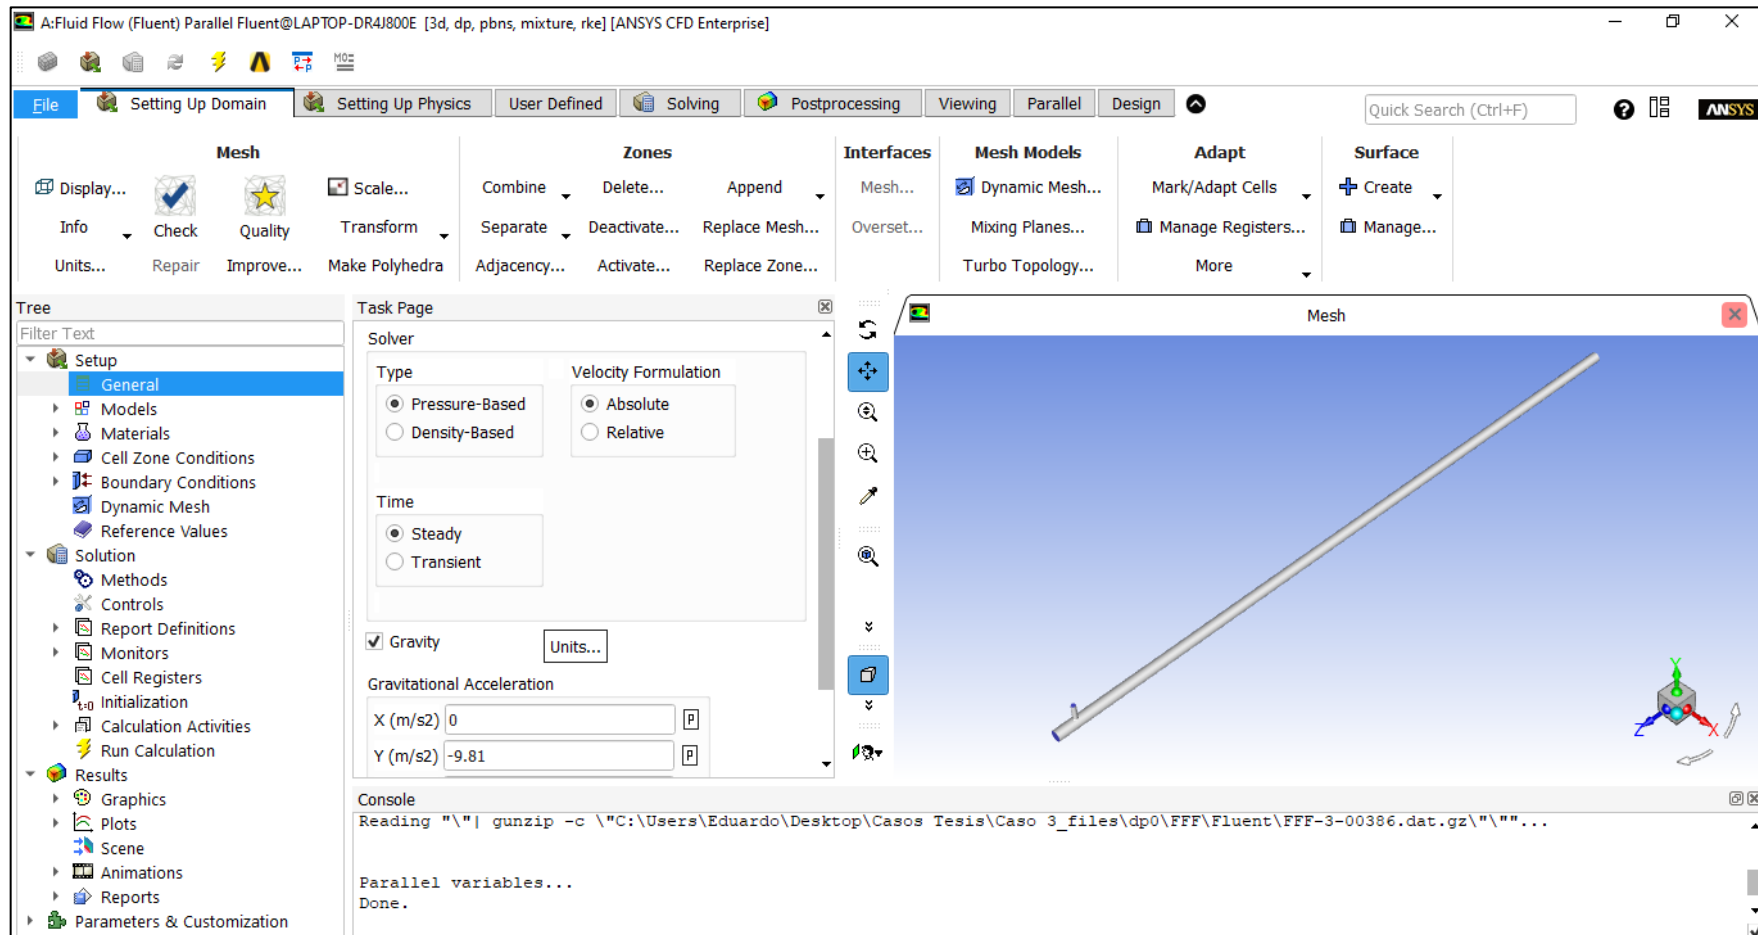 A:Fluid Flow (Fluent) Parallel Fluent@LAPTOP-DR4J800E [3d, dp, pbns, mixture, rke] [ANSYS CFD Enterprise]
File Setting Up Domain Setting Up Physics User Defined Solving Postprocessing Viewing Parallel Design Quick Search (Ctrl+F) ANSYS
Mesh Zones Interfaces Mesh Models Adapt Surface
Display... Scale... Combine Delete... Append Mesh... Dynamic Mesh... Mark/Adapt Cells Create
Info Check Quality Transform Separate Deactivate... Replace Mesh... Overset... Mixing Planes... Manage Registers... Manage...
Units... Repair Improve... Make Polyhedra Adjacency... Activate... Replace Zone... Turbo Topology... More
Tree
Filter Text
Setup
General
Models
Materials
Cell Zone Conditions
Boundary Conditions
Dynamic Mesh
Reference Values
Solution
Methods
Controls
Report Definitions
Monitors
Cell Registers
t=0 Initialization
Calculation Activities
Run Calculation
Results
Graphics
Plots
Scene
Animations
Reports
Parameters & Customization
Task Page
Solver
Type Velocity Formulation
Pressure-Based Absolute
Density-Based Relative
Time
Steady
Transient
Gravity Units...
Gravitational Acceleration
X (m/s2) 0 P
Y (m/s2) -9.81 P
Mesh
Y
Z X
Console
Reading "\"| gunzip -c \"C:\Users\Eduardo\Desktop\Casos Tesis\Caso 3_files\dp0\FFF\Fluent\FFF-3-00386.dat.gz\"\""...
Parallel variables...
Done.